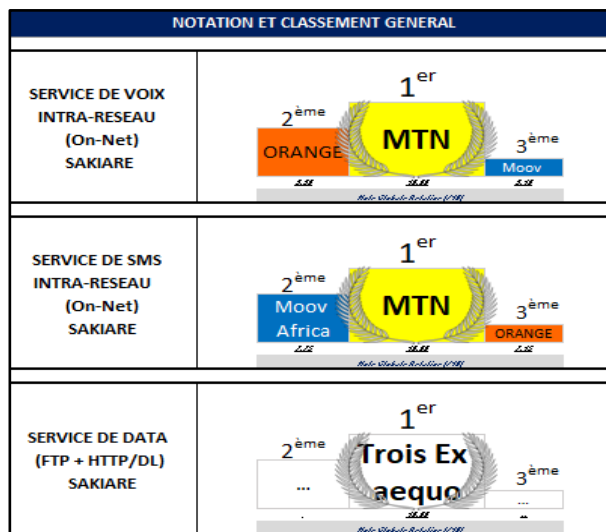 NOTATION ET CLASSEMENT GENERAL
SERVICE DE VOIX
INTRA-RESEAU
(On-Net)
SAKIARE
1er
2ème
3ème
ORANGE
MTN
Moov
SERVICE DE SMS
INTRA-RESEAU
(On-Net)
SAKIARE
1er
2ème
3ème
Moov
Africa
MTN
ORANGE
SERVICE DE DATA
(FTP + HTTP/DL)
SAKIARE
1er
2ème
3ème
Trois Ex
aequo
...
...